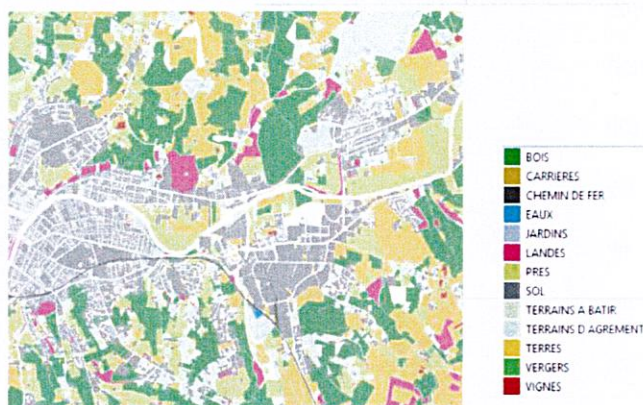 BOIS
CARRIERES
CHEMIN DE FER
EAUX
JARDINS
LANDES
PRES
SOL
TERRAINS A BATIR
TERRAINS D AGREMENT
TERRES
VERGERS
VIGNES